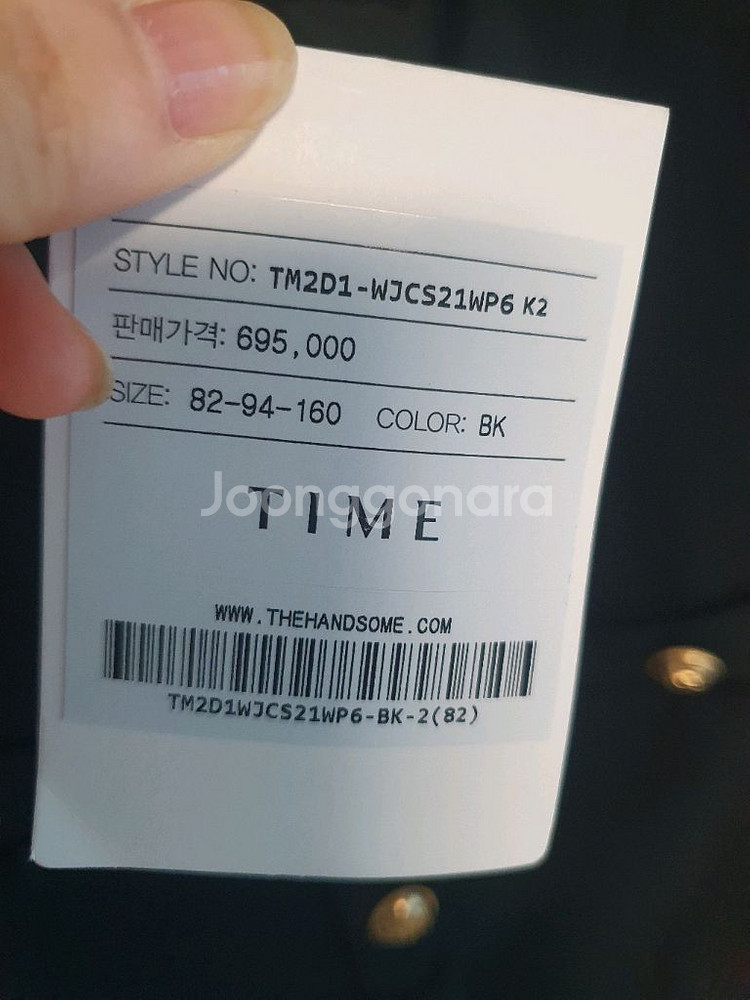 STYLE NO: TM2D1-WJCS21WP6 K2
판매가격: 695,000
SIZE: 82-94-160 COLOR: BK
Joonggonara
TIME
WWW.THEHANDSOME.COM
TM2D1WJCS21WP6-BK-2(82)